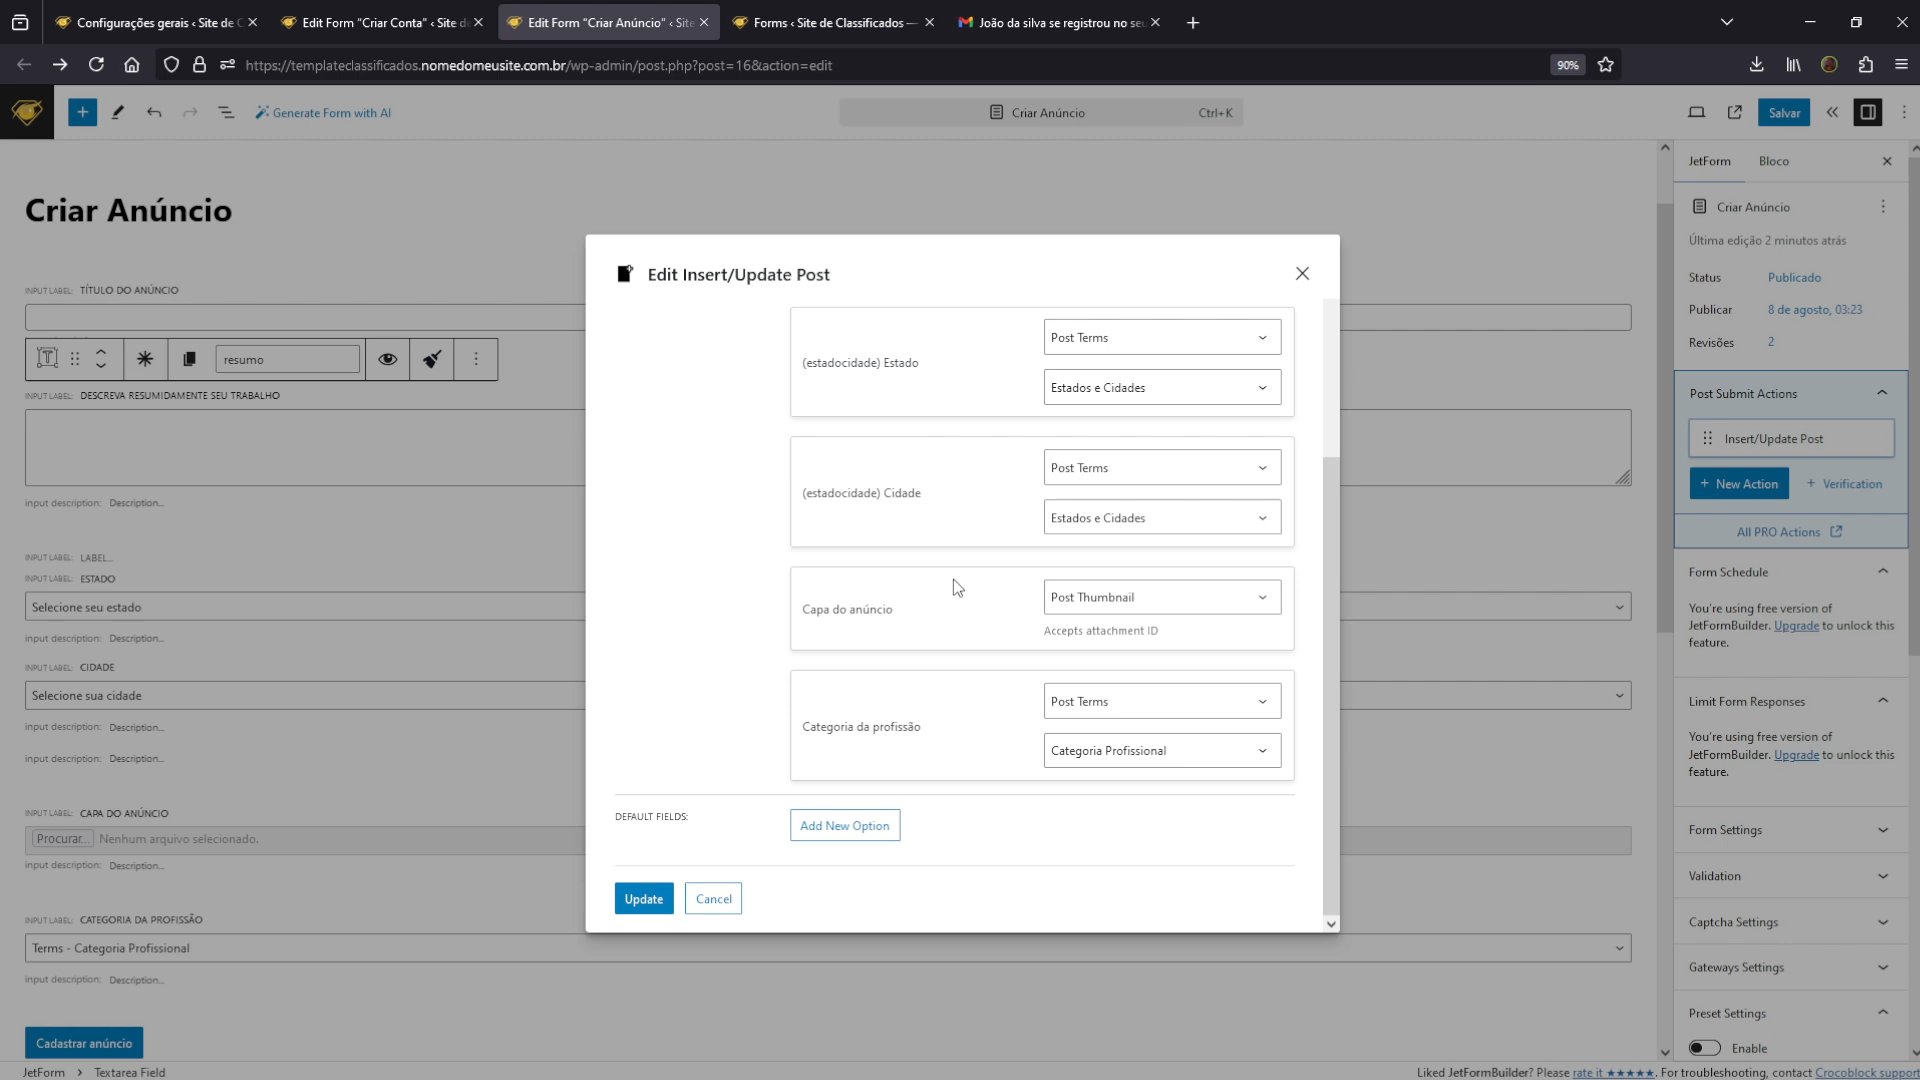 Configurações gerais ‹ Site de C
Edit Form “Criar Conta” ‹ Site de
Edit Form “Criar Anúncio” ‹ Site
Forms ‹ Site de Classificados —
João da silva se registrou no seu
https://templateclassificados.nomedomeusite.com.br/wp-admin/post.php?post=16&action=edit
90%
Generate Form with AI
Criar Anúncio
Ctrl+K
Salvar
Criar Anúncio
INPUT LABEL: TÍTULO DO ANÚNCIO
resumo
INPUT LABEL: DESCREVA RESUMIDAMENTE SEU TRABALHO
input description: Description...
INPUT LABEL: LABEL...
INPUT LABEL: ESTADO
Selecione seu estado
input description: Description...
INPUT LABEL: CIDADE
Selecione sua cidade
input description: Description...
input description: Description...
INPUT LABEL: CAPA DO ANÚNCIO
Procurar... Nenhum arquivo selecionado.
input description: Description...
INPUT LABEL: CATEGORIA DA PROFISSÃO
Terms - Categoria Profissional
input description: Description...
Cadastrar anúncio
Edit Insert/Update Post
(estadocidade) Estado
Post Terms
Estados e Cidades
(estadocidade) Cidade
Post Terms
Estados e Cidades
Capa do anúncio
Post Thumbnail
Accepts attachment ID
Categoria da profissão
Post Terms
Categoria Profissional
DEFAULT FIELDS:
Add New Option
Update
Cancel
JetForm
Bloco
Criar Anúncio
Última edição 2 minutos atrás
Status Publicado
Publicar 8 de agosto, 03:23
Revisões 2
Post Submit Actions
Insert/Update Post
+ New Action
+ Verification
All PRO Actions
Form Schedule
You're using free version of
JetFormBuilder. Upgrade to unlock this
feature.
Limit Form Responses
You're using free version of
JetFormBuilder. Upgrade to unlock this
feature.
Form Settings
Validation
Captcha Settings
Gateways Settings
Preset Settings
Enable
JetForm › Textarea Field
Liked JetFormBuilder? Please rate it ★★★★★. For troubleshooting, contact Crocoblock support